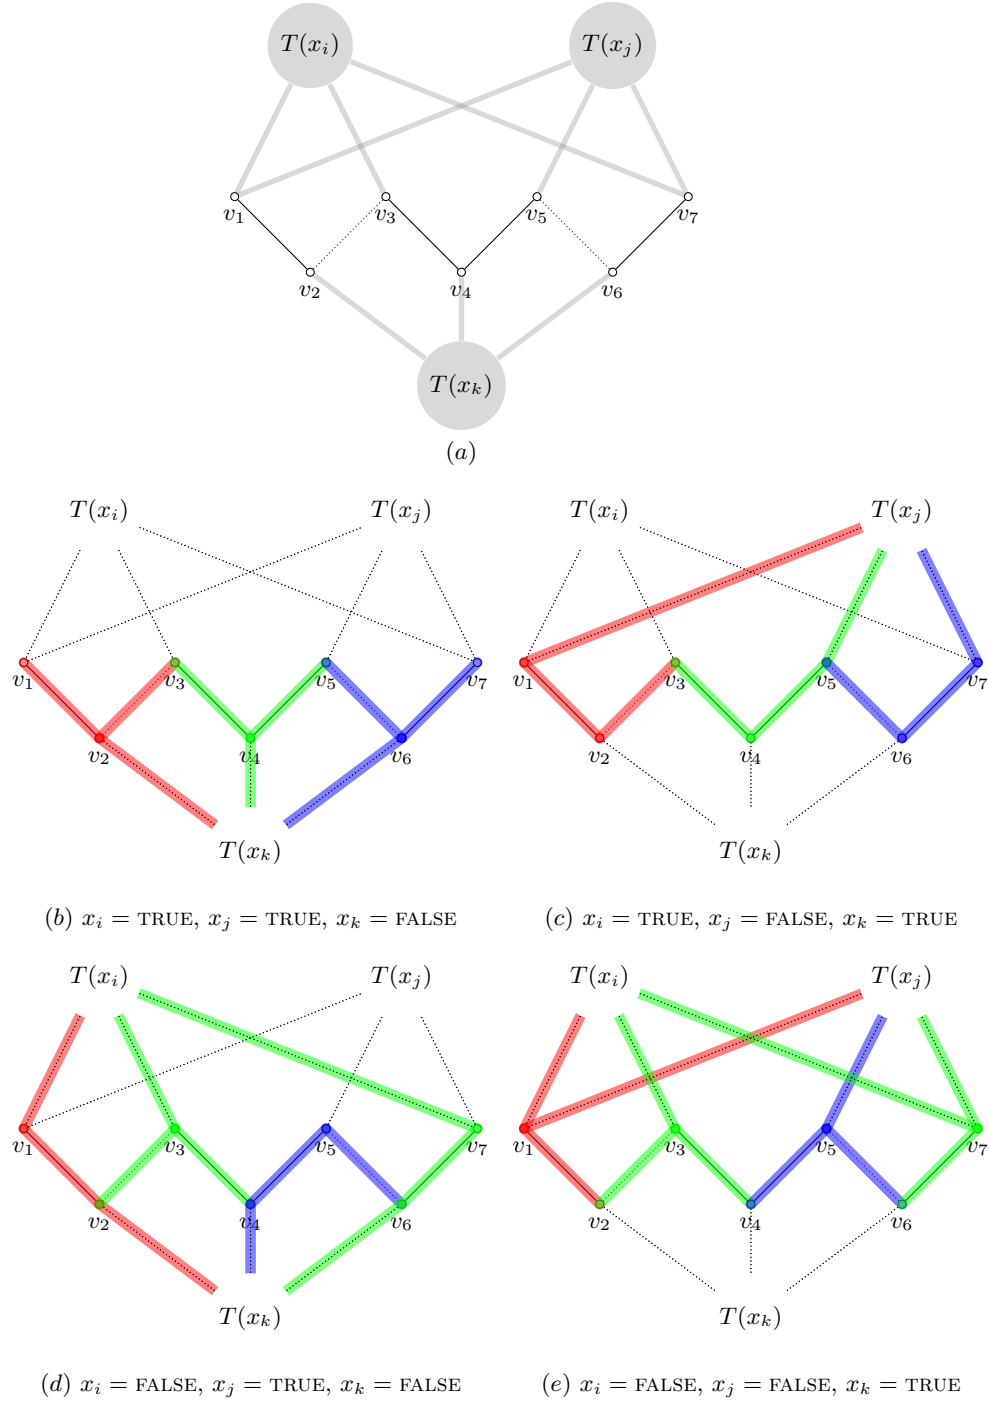 T(x_i) T(x_j)
v_1 v_3 v_5 v_7
v_2 v_4 v_6
T(x_k)
(a)
T(x_i) T(x_j)
v_1 v_3 v_5 v_7
v_2 v_4 v_6
T(x_k)
(b) x_i = TRUE, x_j = TRUE, x_k = FALSE
T(x_i) T(x_j)
v_1 v_3 v_5 v_7
v_2 v_4 v_6
T(x_k)
(c) x_i = TRUE, x_j = FALSE, x_k = TRUE
T(x_i) T(x_j)
v_1 v_3 v_5 v_7
v_2 v_4 v_6
T(x_k)
(d) x_i = FALSE, x_j = TRUE, x_k = FALSE
T(x_i) T(x_j)
v_1 v_3 v_5 v_7
v_2 v_4 v_6
T(x_k)
(e) x_i = FALSE, x_j = FALSE, x_k = TRUE